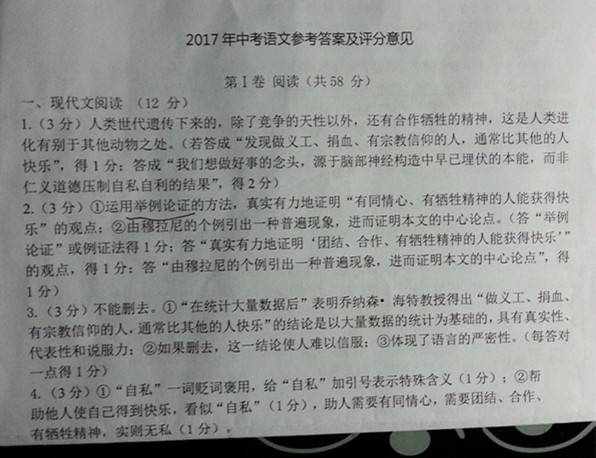 2017年中考语文参考答案及评分意见
第Ⅰ卷 阅读（共58 分）
一、现代文阅读（12 分）
1.（3 分）人类世代遗传下来的，除了竞争的天性以外，还有合作牺牲的精神，这是人类进
化有别于其他动物之处。（若答成“发现做义工、捐血、有宗教信仰的人，通常比其他的人
快乐”，得 1 分；答成“我们想做好事的念头，源于脑部神经构造中早已埋伏的本能，而非
仁义道德压制自私自利的结果”，得 2 分）
2.（3 分）①运用举例论证的方法，真实有力地证明“有同情心、有牺牲精神的人能获得快
乐”的观点；②由穆拉尼的个例引出一种普遍现象，进而证明本文的中心论点。（答“举例
论证”或例证法得 1 分；答“真实有力地证明‘团结、合作、有牺牲精神的人能获得快乐’”
的观点，得 1 分；答“由穆拉尼的个例引出一种普遍现象，进而证明本文的中心论点”，得
1 分）
3.（3 分）不能删去。①“在统计大量数据后”表明乔纳森·海特教授得出“做义工、捐血、
有宗教信仰的人，通常比其他的人快乐”的结论是以大量数据的统计为基础的，具有真实性、
代表性和说服力；②如果删去，这一结论使人难以信服；③体现了语言的严密性。（每答对
一点得 1 分）
4.（3 分）①“自私”一词贬词褒用，给“自私”加引号表示特殊含义（1 分）；②帮
助他人使自己得到快乐，看似“自私”（1 分），助人需要有同情心，需要团结、合作、
有牺牲精神，实则无私（1 分）。